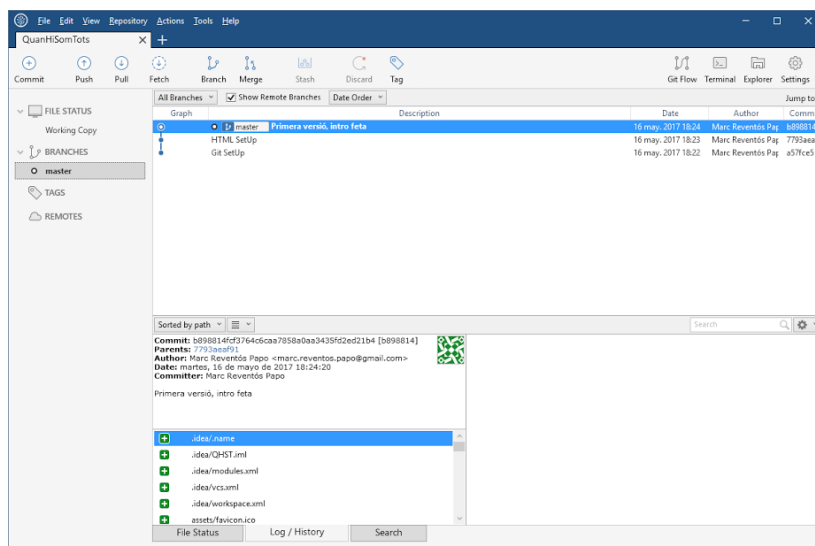 File Edit View Repository Actions Tools Help
QuanHiSomTots
Commit Push Pull Fetch Branch Merge Stash Discard Tag Git Flow Terminal Explorer Settings
All Branches Show Remote Branches Date Order Jump to
Graph Description Date Author Comm
master Primera versió, intro feta 16 may. 2017 18:24 Marc Reventós Pap b898814
HTML SetUp 16 may. 2017 18:23 Marc Reventós Pap 7793aea
Git SetUp 16 may. 2017 18:22 Marc Reventós Pap a57fce5
FILE STATUS
Working Copy
BRANCHES
master
TAGS
REMOTES
Sorted by path Search
Commit: b898814fcf3764c6caa7858a0aa3435fd2ed21b4 [b898814]
Parents: 7793aeaf91
Author: Marc Reventós Papo <marc.reventos.papo@gmail.com>
Date: martes, 16 de mayo de 2017 18:24:20
Committer: Marc Reventós Papo
Primera versió, intro feta
.idea/.name
.idea/QHST.iml
.idea/modules.xml
.idea/vcs.xml
.idea/workspace.xml
assets/favicon.ico
File Status Log / History Search